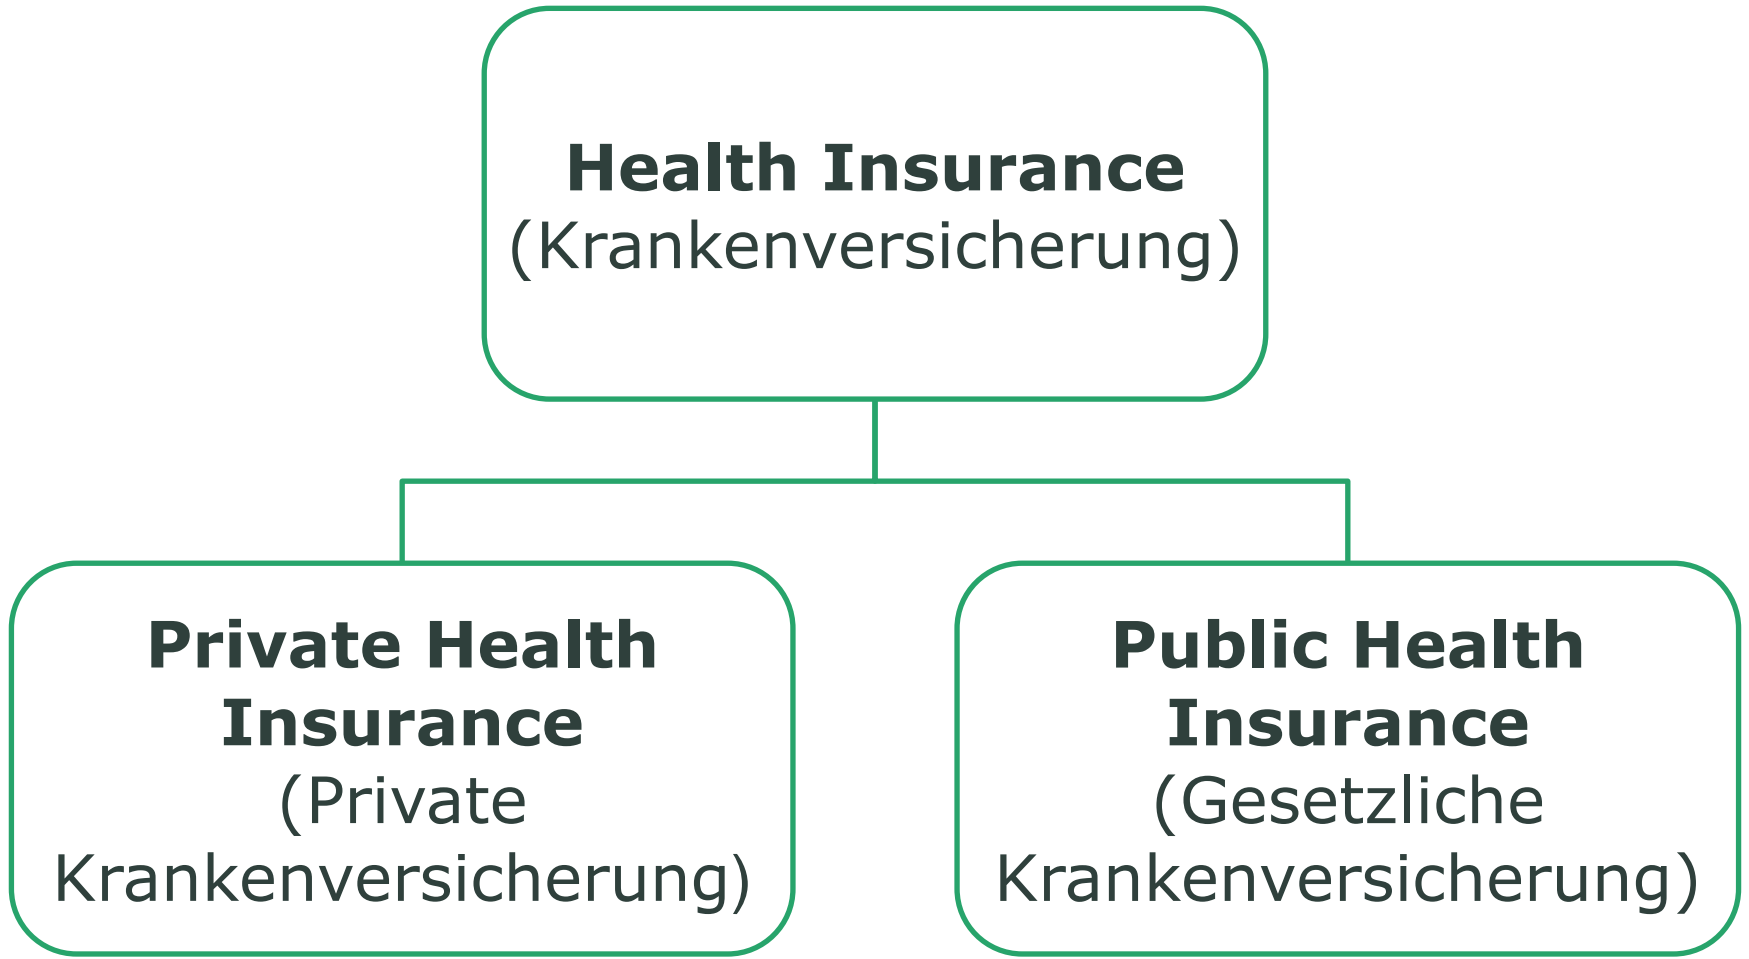 Health Insurance
(Krankenversicherung)
Private Health
Insurance
(Private
Krankenversicherung)
Public Health
Insurance
(Gesetzliche
Krankenversicherung)